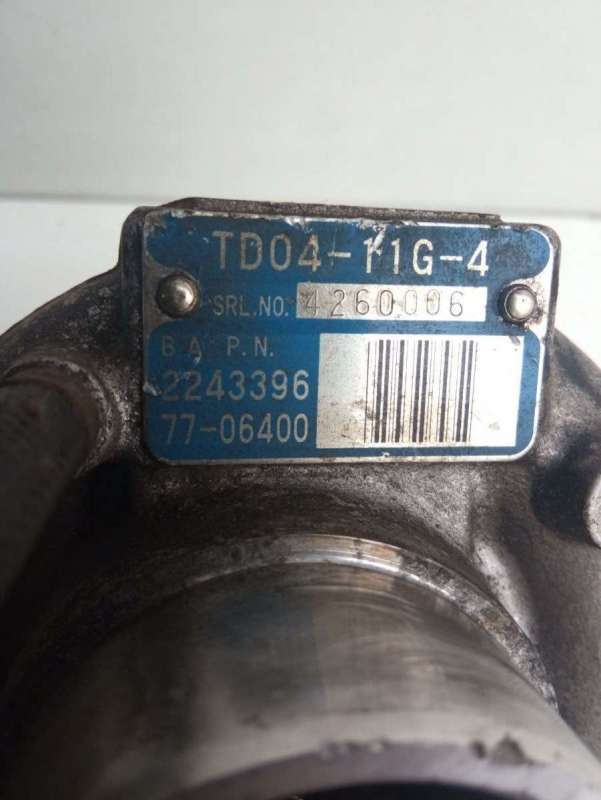 TD04-11G-4
SRL.NO. 4260006
B A P.N.
2243396
77-06400